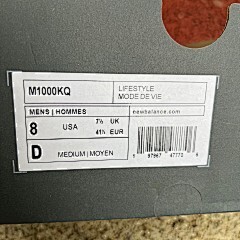 M1000KQ
LIFESTYLE
MODE DE VIE
MENS | HOMMES
newbalance.com
8 USA 7½ UK
41½ EUR
D MEDIUM | MOYEN